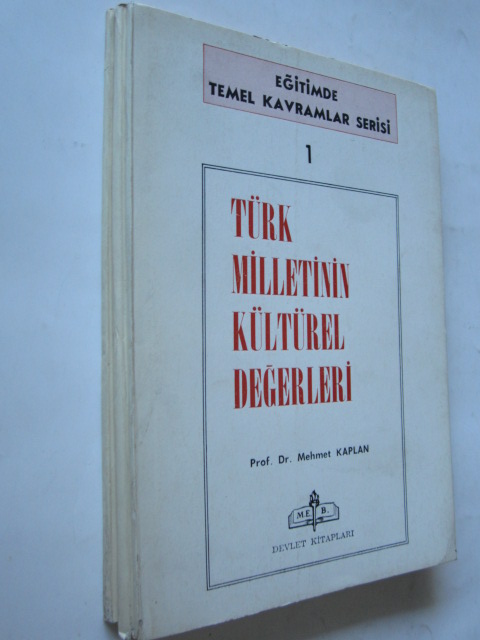 EĞİTİMDE
TEMEL KAVRAMLAR SERİSİ
1
TÜRK
MİLLETİNİN
KÜLTÜREL
DEĞERLERİ
Prof. Dr. Mehmet KAPLAN
M.E. B.
DEVLET KİTAPLARI